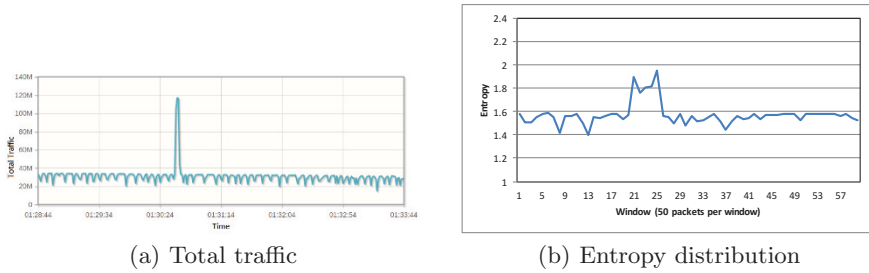 140M
120M
100M
80M
60M
40M
20M
0
Total Traffic
01:28:44 01:29:34 01:30:24 01:31:14 01:32:04 01:32:54 01:33:44
Time
(a) Total traffic
2.4
2.2
2
1.8
1.6
1.4
1.2
1
Entropy
1 5 9 13 17 21 25 29 33 37 41 45 49 53 57
Window (50 packets per window)
(b) Entropy distribution